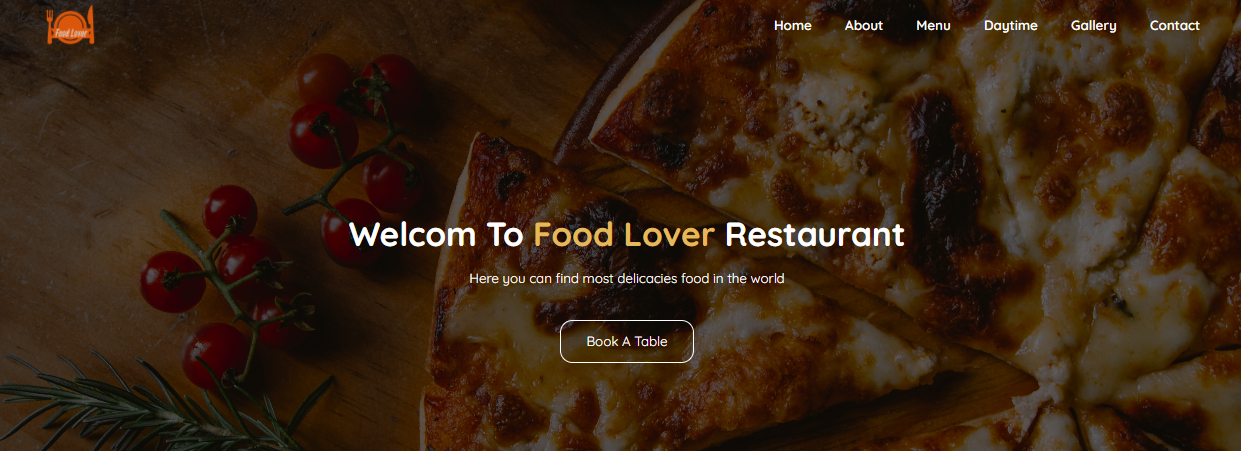 Food Lover
Home About Menu Daytime Gallery Contact
Welcom To Food Lover Restaurant
Here you can find most delicacies food in the world
Book A Table